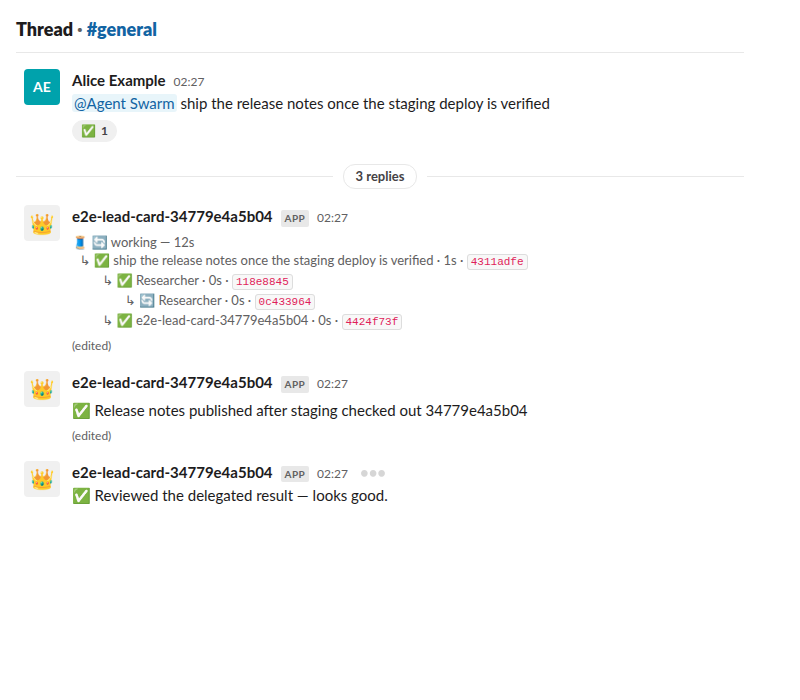 Thread • #general
AE
Alice Example 02:27
@Agent Swarm ship the release notes once the staging deploy is verified
✅ 1
3 replies
e2e-lead-card-34779e4a5b04 APP 02:27
🧵 🔄 working — 12s
↳ ✅ ship the release notes once the staging deploy is verified · 1s · 4311adfe
↳ ✅ Researcher · 0s · 118e8845
↳ 🔄 Researcher · 0s · 0c433964
↳ ✅ e2e-lead-card-34779e4a5b04 · 0s · 4424f73f
(edited)
e2e-lead-card-34779e4a5b04 APP 02:27
✅ Release notes published after staging checked out 34779e4a5b04
(edited)
e2e-lead-card-34779e4a5b04 APP 02:27
✅ Reviewed the delegated result — looks good.